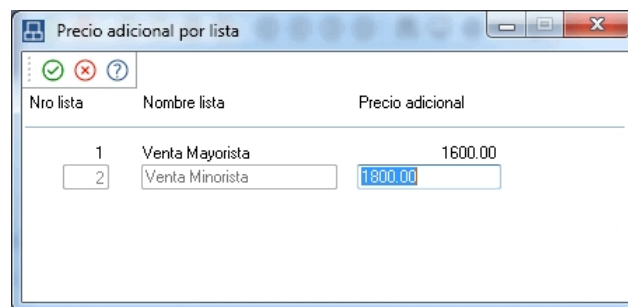 Precio adicional por lista
Nro lista Nombre lista Precio adicional
1 Venta Mayorista 1600.00
2 Venta Minorista 1800.00